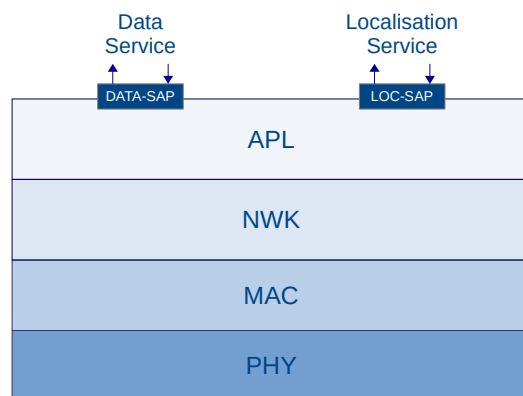 Data
Service
Localisation
Service
DATA-SAP
LOC-SAP
APL
NWK
MAC
PHY